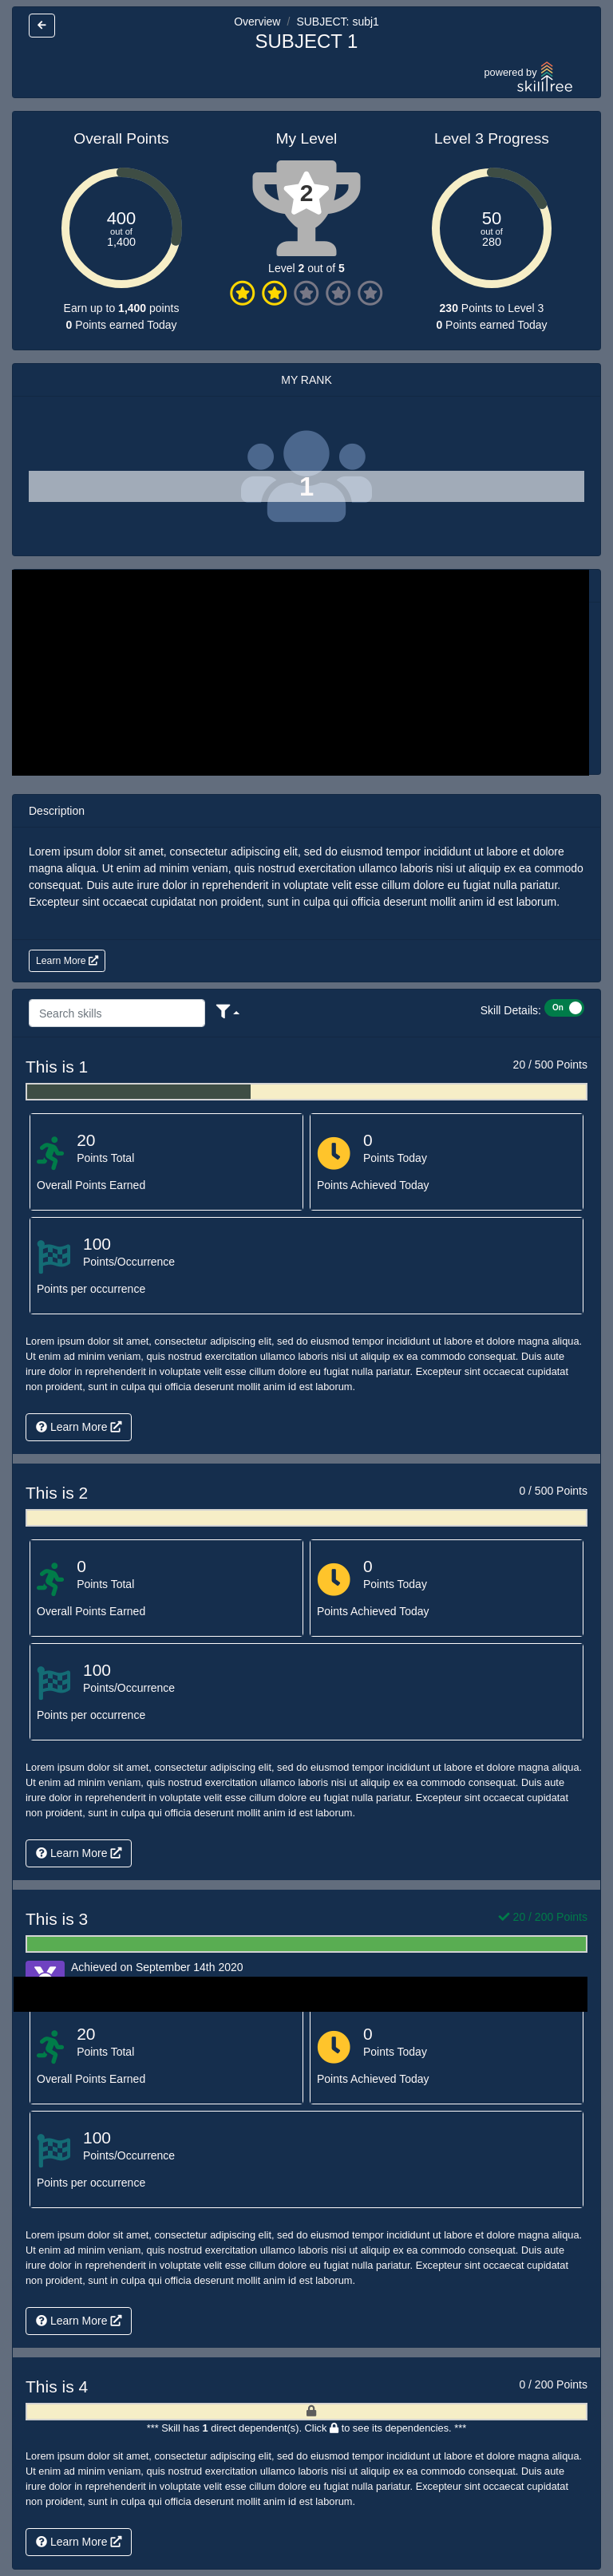 Overview / SUBJECT: subj1
SUBJECT 1
powered by
skilltree
Overall Points
400
out of
1,400
Earn up to 1,400 points
0 Points earned Today
My Level
2
Level 2 out of 5
Level 3 Progress
50
out of
280
230 Points to Level 3
0 Points earned Today
MY RANK
1
Description
Lorem ipsum dolor sit amet, consectetur adipiscing elit, sed do eiusmod tempor incididunt ut labore et dolore
magna aliqua. Ut enim ad minim veniam, quis nostrud exercitation ullamco laboris nisi ut aliquip ex ea commodo
consequat. Duis aute irure dolor in reprehenderit in voluptate velit esse cillum dolore eu fugiat nulla pariatur.
Excepteur sint occaecat cupidatat non proident, sunt in culpa qui officia deserunt mollit anim id est laborum.
Learn More
Search skills
Skill Details: On
This is 1
20 / 500 Points
20
Points Total
Overall Points Earned
0
Points Today
Points Achieved Today
100
Points/Occurrence
Points per occurrence
Lorem ipsum dolor sit amet, consectetur adipiscing elit, sed do eiusmod tempor incididunt ut labore et dolore magna aliqua.
Ut enim ad minim veniam, quis nostrud exercitation ullamco laboris nisi ut aliquip ex ea commodo consequat. Duis aute
irure dolor in reprehenderit in voluptate velit esse cillum dolore eu fugiat nulla pariatur. Excepteur sint occaecat cupidatat
non proident, sunt in culpa qui officia deserunt mollit anim id est laborum.
Learn More
This is 2
0 / 500 Points
0
Points Total
Overall Points Earned
0
Points Today
Points Achieved Today
100
Points/Occurrence
Points per occurrence
Lorem ipsum dolor sit amet, consectetur adipiscing elit, sed do eiusmod tempor incididunt ut labore et dolore magna aliqua.
Ut enim ad minim veniam, quis nostrud exercitation ullamco laboris nisi ut aliquip ex ea commodo consequat. Duis aute
irure dolor in reprehenderit in voluptate velit esse cillum dolore eu fugiat nulla pariatur. Excepteur sint occaecat cupidatat
non proident, sunt in culpa qui officia deserunt mollit anim id est laborum.
Learn More
This is 3
20 / 200 Points
Achieved on September 14th 2020
20
Points Total
Overall Points Earned
0
Points Today
Points Achieved Today
100
Points/Occurrence
Points per occurrence
Lorem ipsum dolor sit amet, consectetur adipiscing elit, sed do eiusmod tempor incididunt ut labore et dolore magna aliqua.
Ut enim ad minim veniam, quis nostrud exercitation ullamco laboris nisi ut aliquip ex ea commodo consequat. Duis aute
irure dolor in reprehenderit in voluptate velit esse cillum dolore eu fugiat nulla pariatur. Excepteur sint occaecat cupidatat
non proident, sunt in culpa qui officia deserunt mollit anim id est laborum.
Learn More
This is 4
0 / 200 Points
*** Skill has 1 direct dependent(s). Click to see its dependencies. ***
Lorem ipsum dolor sit amet, consectetur adipiscing elit, sed do eiusmod tempor incididunt ut labore et dolore magna aliqua.
Ut enim ad minim veniam, quis nostrud exercitation ullamco laboris nisi ut aliquip ex ea commodo consequat. Duis aute
irure dolor in reprehenderit in voluptate velit esse cillum dolore eu fugiat nulla pariatur. Excepteur sint occaecat cupidatat
non proident, sunt in culpa qui officia deserunt mollit anim id est laborum.
Learn More